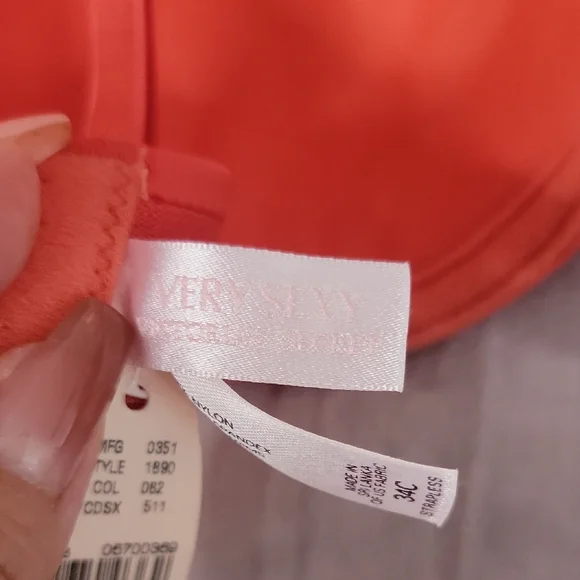 VERY SEXY
NYLON
MADE IN
SRI LANKA
OF US FABRIC
34C
STRAPLESS
MFG 0351
STYLE 1890
COL 082
CDSX 511
06700369